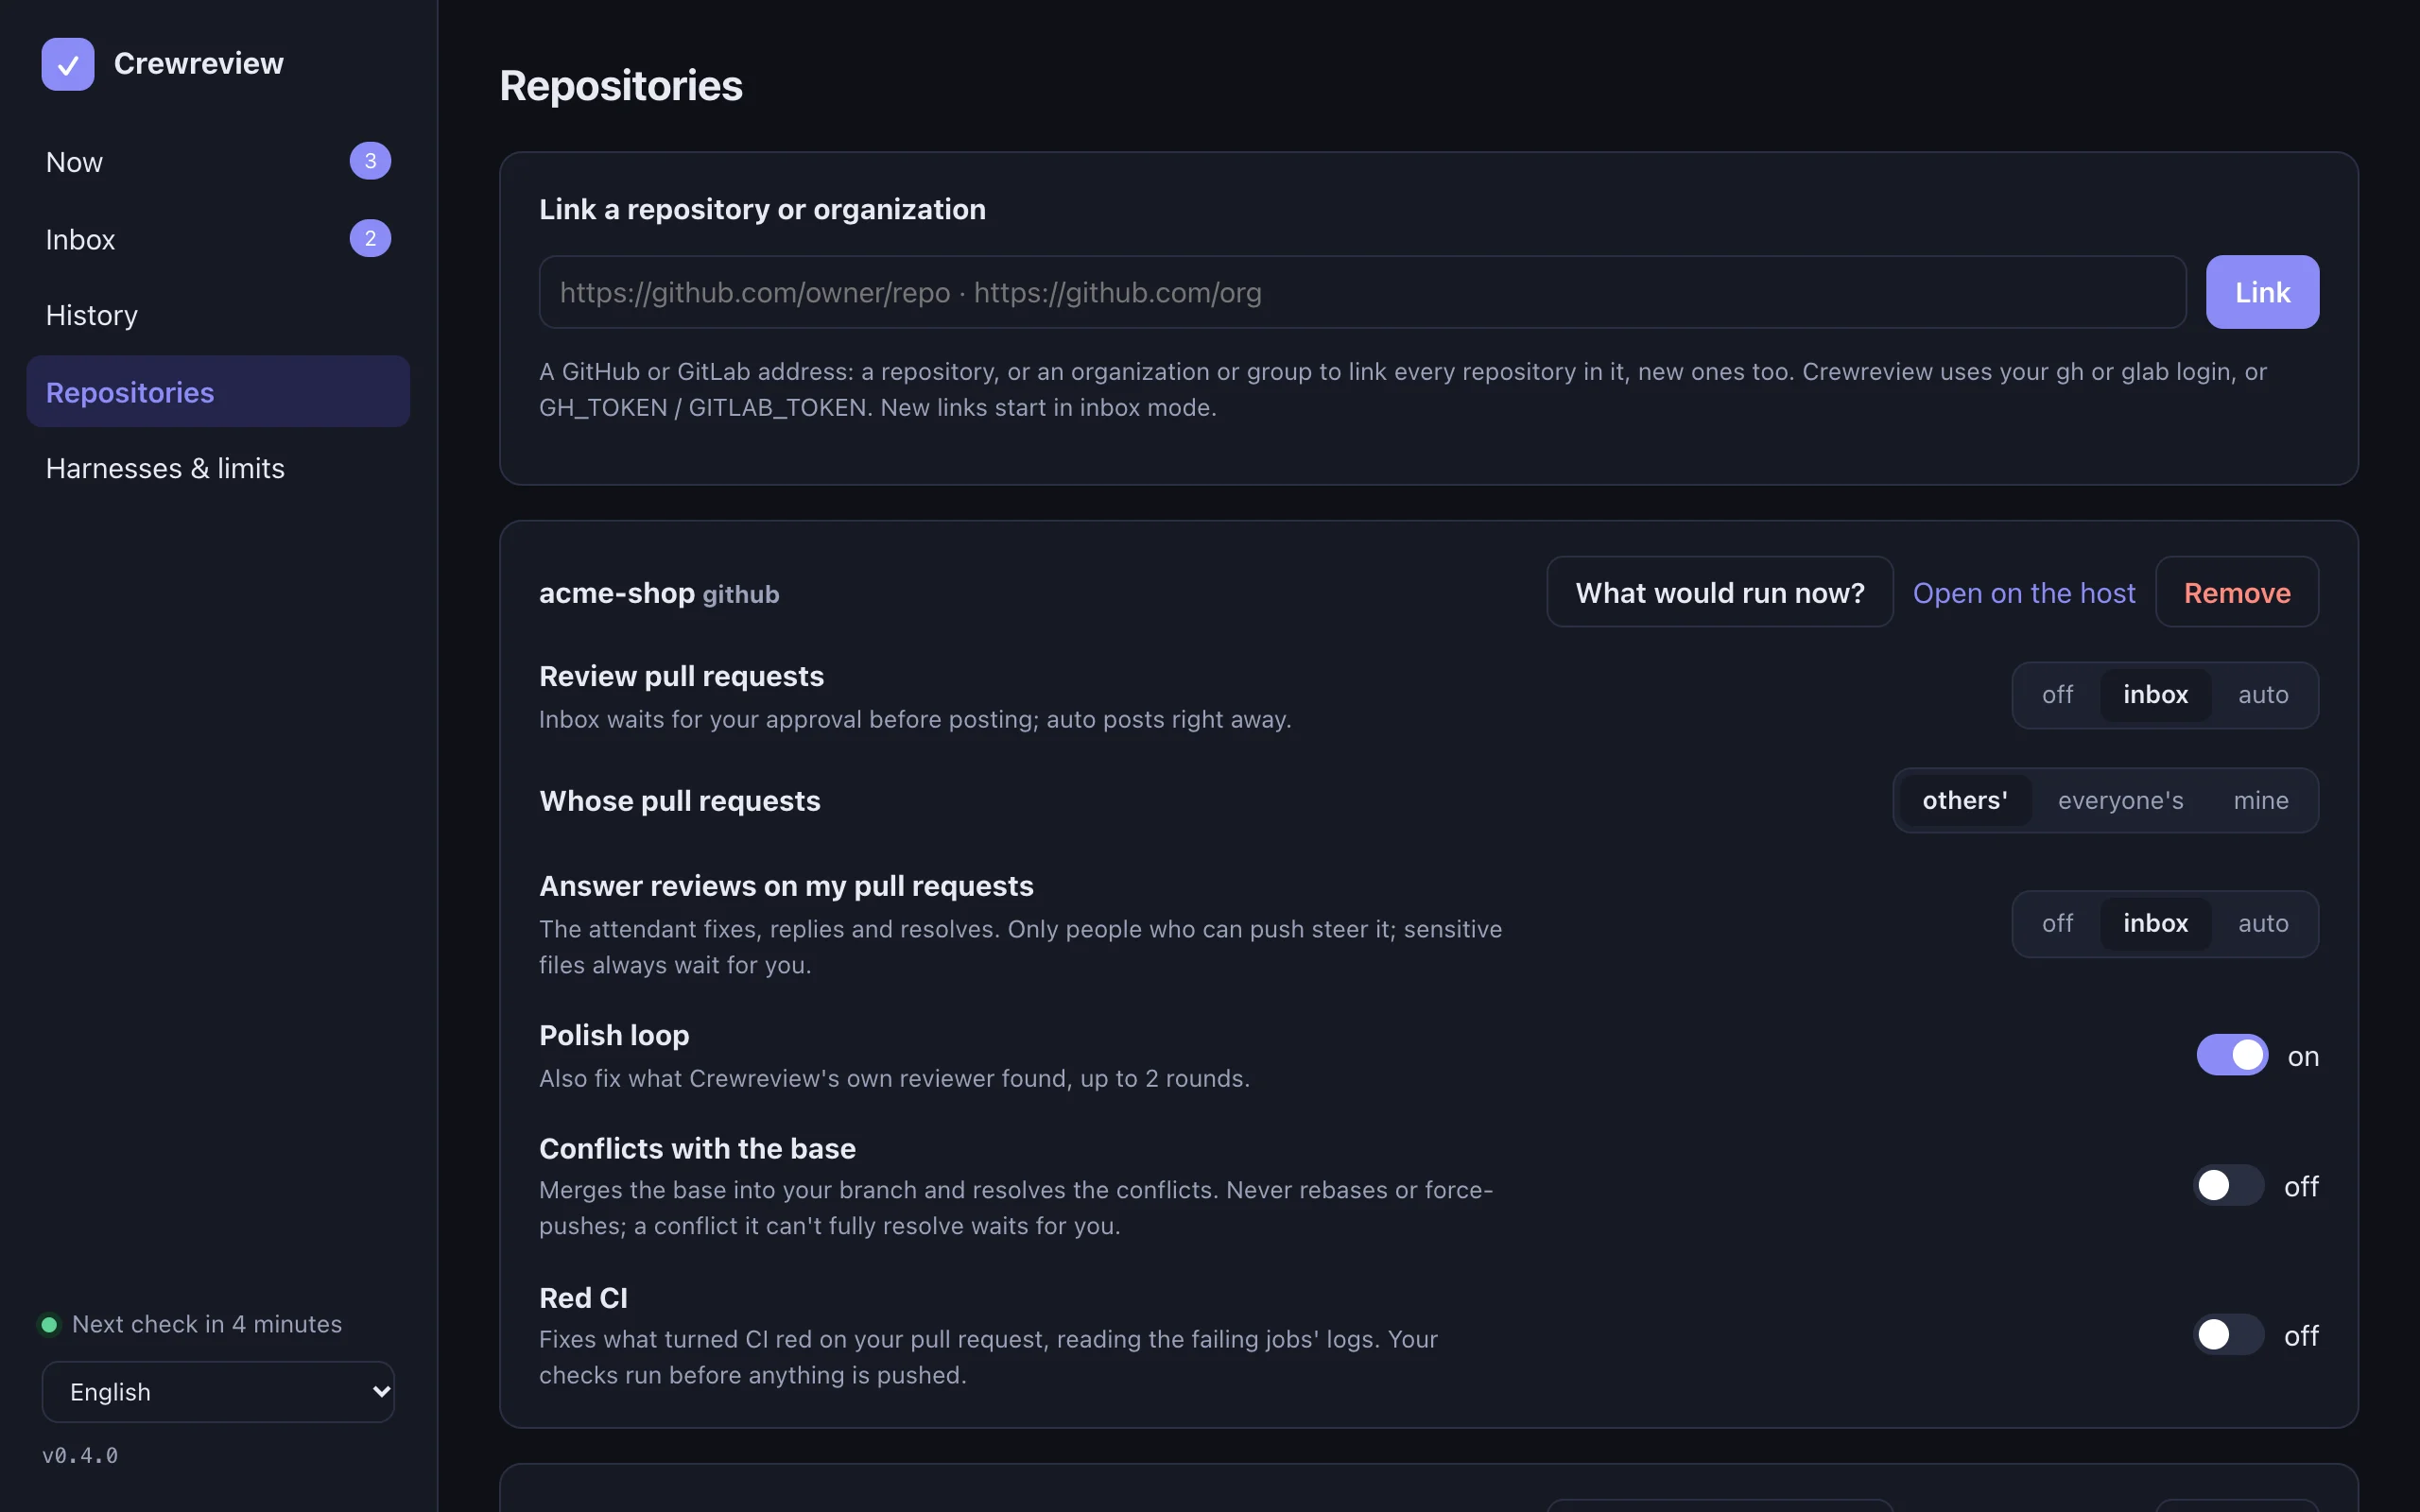 Crewreview
Now 3
Inbox 2
History
Repositories
Harnesses & limits
Next check in 4 minutes
English
v0.4.0
Repositories
Link a repository or organization
https://github.com/owner/repo · https://github.com/org
Link
A GitHub or GitLab address: a repository, or an organization or group to link every repository in it, new ones too. Crewreview uses your gh or glab login, or
GH_TOKEN / GITLAB_TOKEN. New links start in inbox mode.
acme-shop github
What would run now? Open on the host Remove
Review pull requests
Inbox waits for your approval before posting; auto posts right away.
off inbox auto
Whose pull requests
others' everyone's mine
Answer reviews on my pull requests
The attendant fixes, replies and resolves. Only people who can push steer it; sensitive
files always wait for you.
off inbox auto
Polish loop
Also fix what Crewreview's own reviewer found, up to 2 rounds.
on
Conflicts with the base
Merges the base into your branch and resolves the conflicts. Never rebases or force-
pushes; a conflict it can't fully resolve waits for you.
off
Red CI
Fixes what turned CI red on your pull request, reading the failing jobs' logs. Your
checks run before anything is pushed.
off